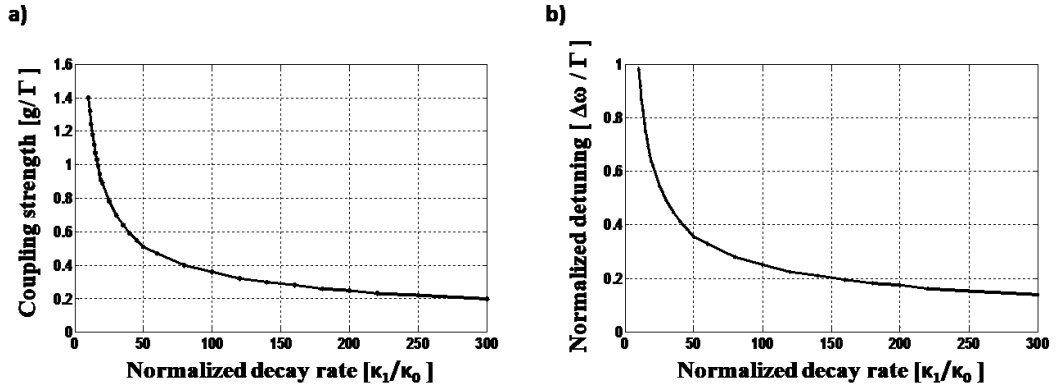 a)
Coupling strength [g/ Γ ]
1.6
1.4
1.2
1
0.8
0.6
0.4
0.2
0
0 50 100 150 200 250 300
Normalized decay rate [κ₁/κ₀ ]
b)
Normalized detuning [ Δω / Γ ]
1
0.8
0.6
0.4
0.2
0
0 50 100 150 200 250 300
Normalized decay rate [κ₁/κ₀ ]